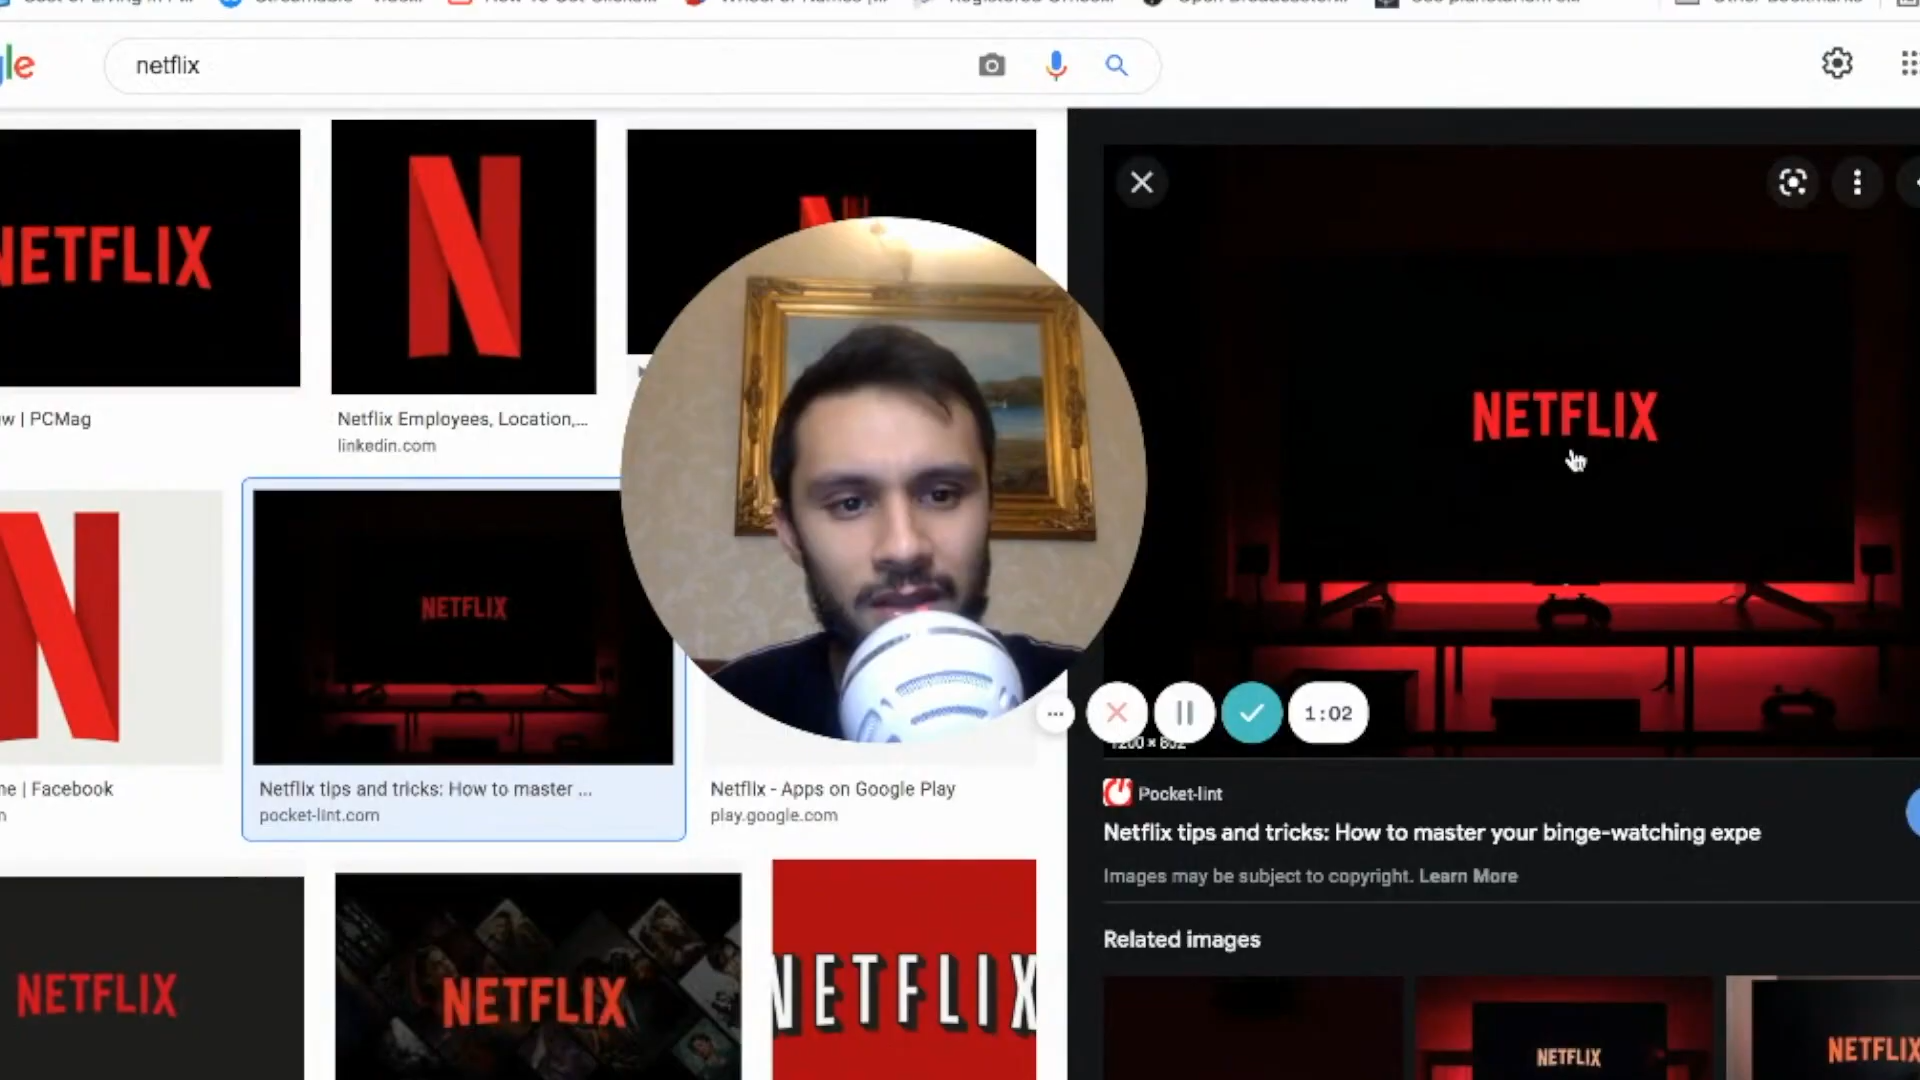 Other Bookmarks
gle
netflix
NETFLIX
w | PCMag
Netflix Employees, Location,...
linkedin.com
NETFLIX
NETFLIX
ne | Facebook
Netflix tips and tricks: How to master ...
pocket-lint.com
Netflix - Apps on Google Play
play.google.com
1:02
Pocket-lint
Netflix tips and tricks: How to master your binge-watching expe
Images may be subject to copyright. Learn More
Related images
NETFLIX
NETFLIX
NETFLIX
NETFLIX
NETFLIX